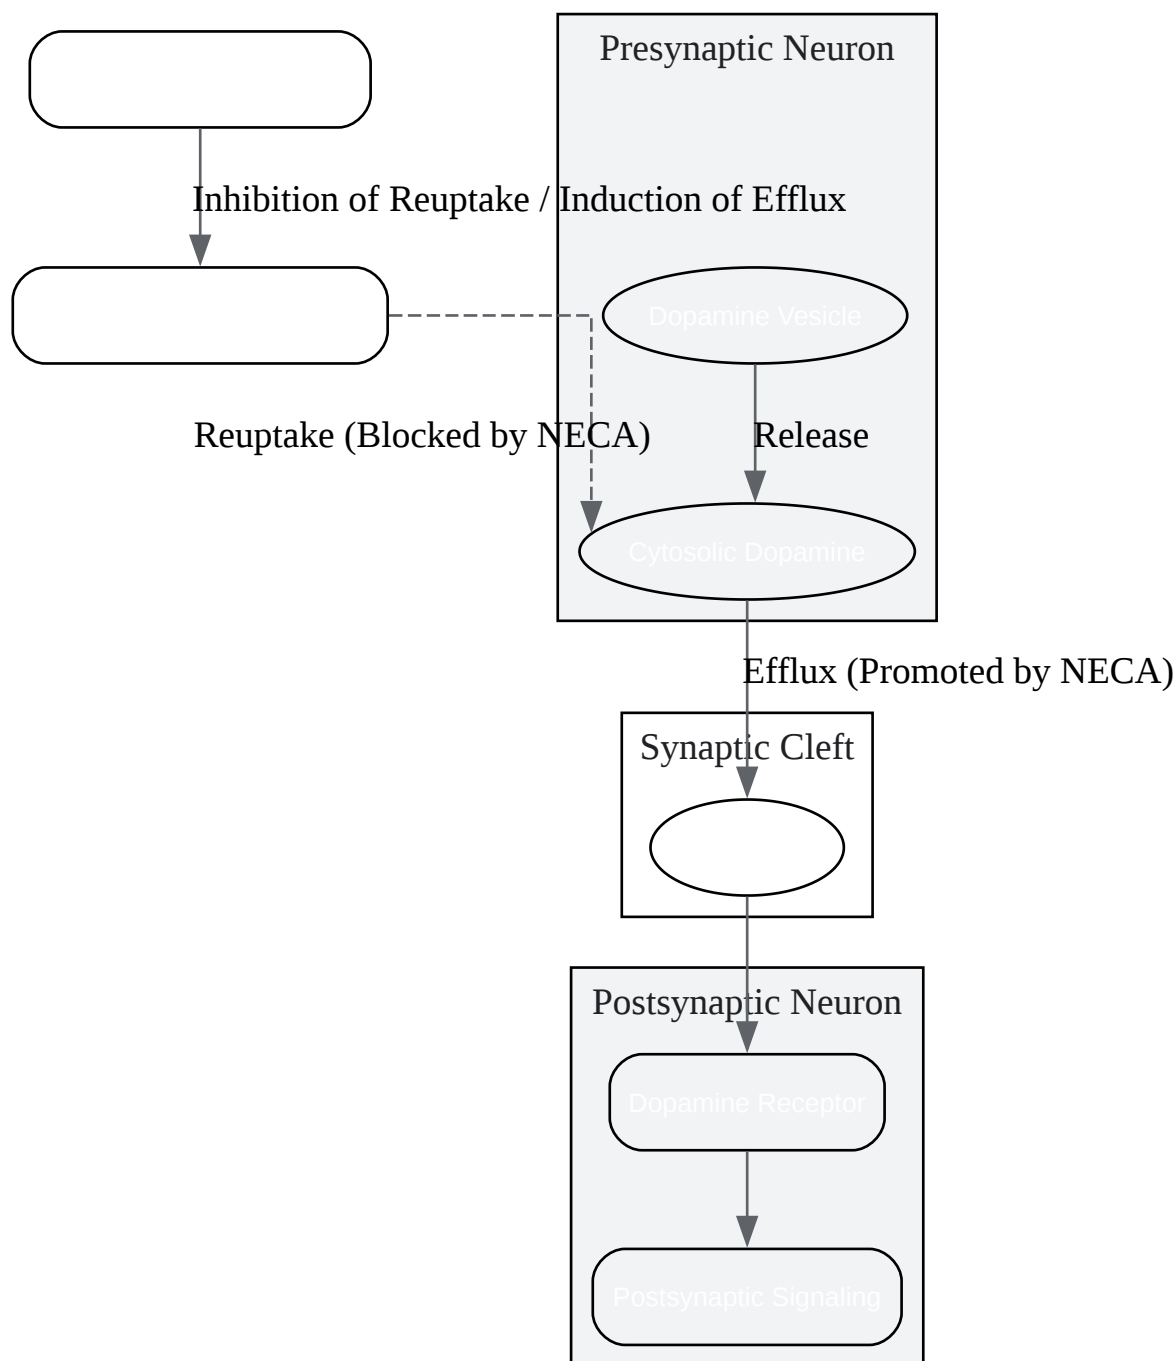 Presynaptic Neuron
Inhibition of Reuptake / Induction of Efflux
Dopamine Vesicle
Reuptake (Blocked by NECA)
Release
Cytosolic Dopamine
Efflux (Promoted by NECA)
Synaptic Cleft
Postsynaptic Neuron
Dopamine Receptor
Postsynaptic Signaling